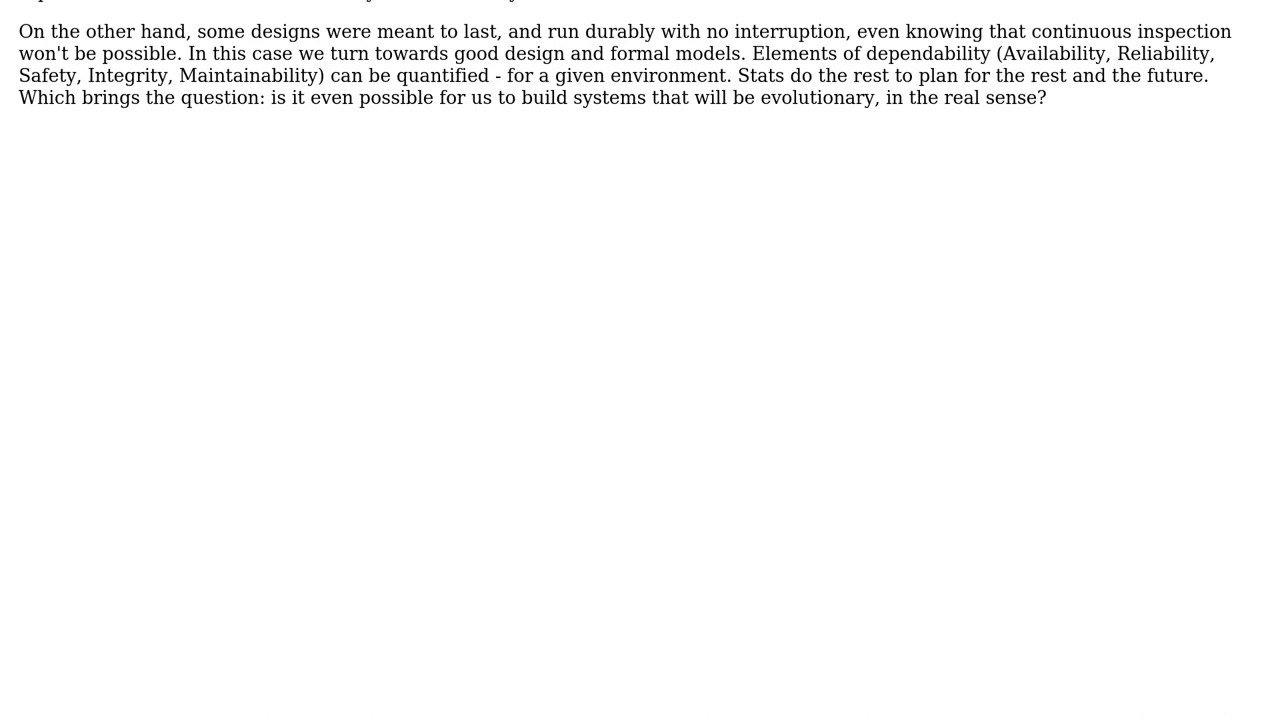 On the other hand, some designs were meant to last, and run durably with no interruption, even knowing that continuous inspection
won't be possible. In this case we turn towards good design and formal models. Elements of dependability (Availability, Reliability,
Safety, Integrity, Maintainability) can be quantified - for a given environment. Stats do the rest to plan for the rest and the future.
Which brings the question: is it even possible for us to build systems that will be evolutionary, in the real sense?